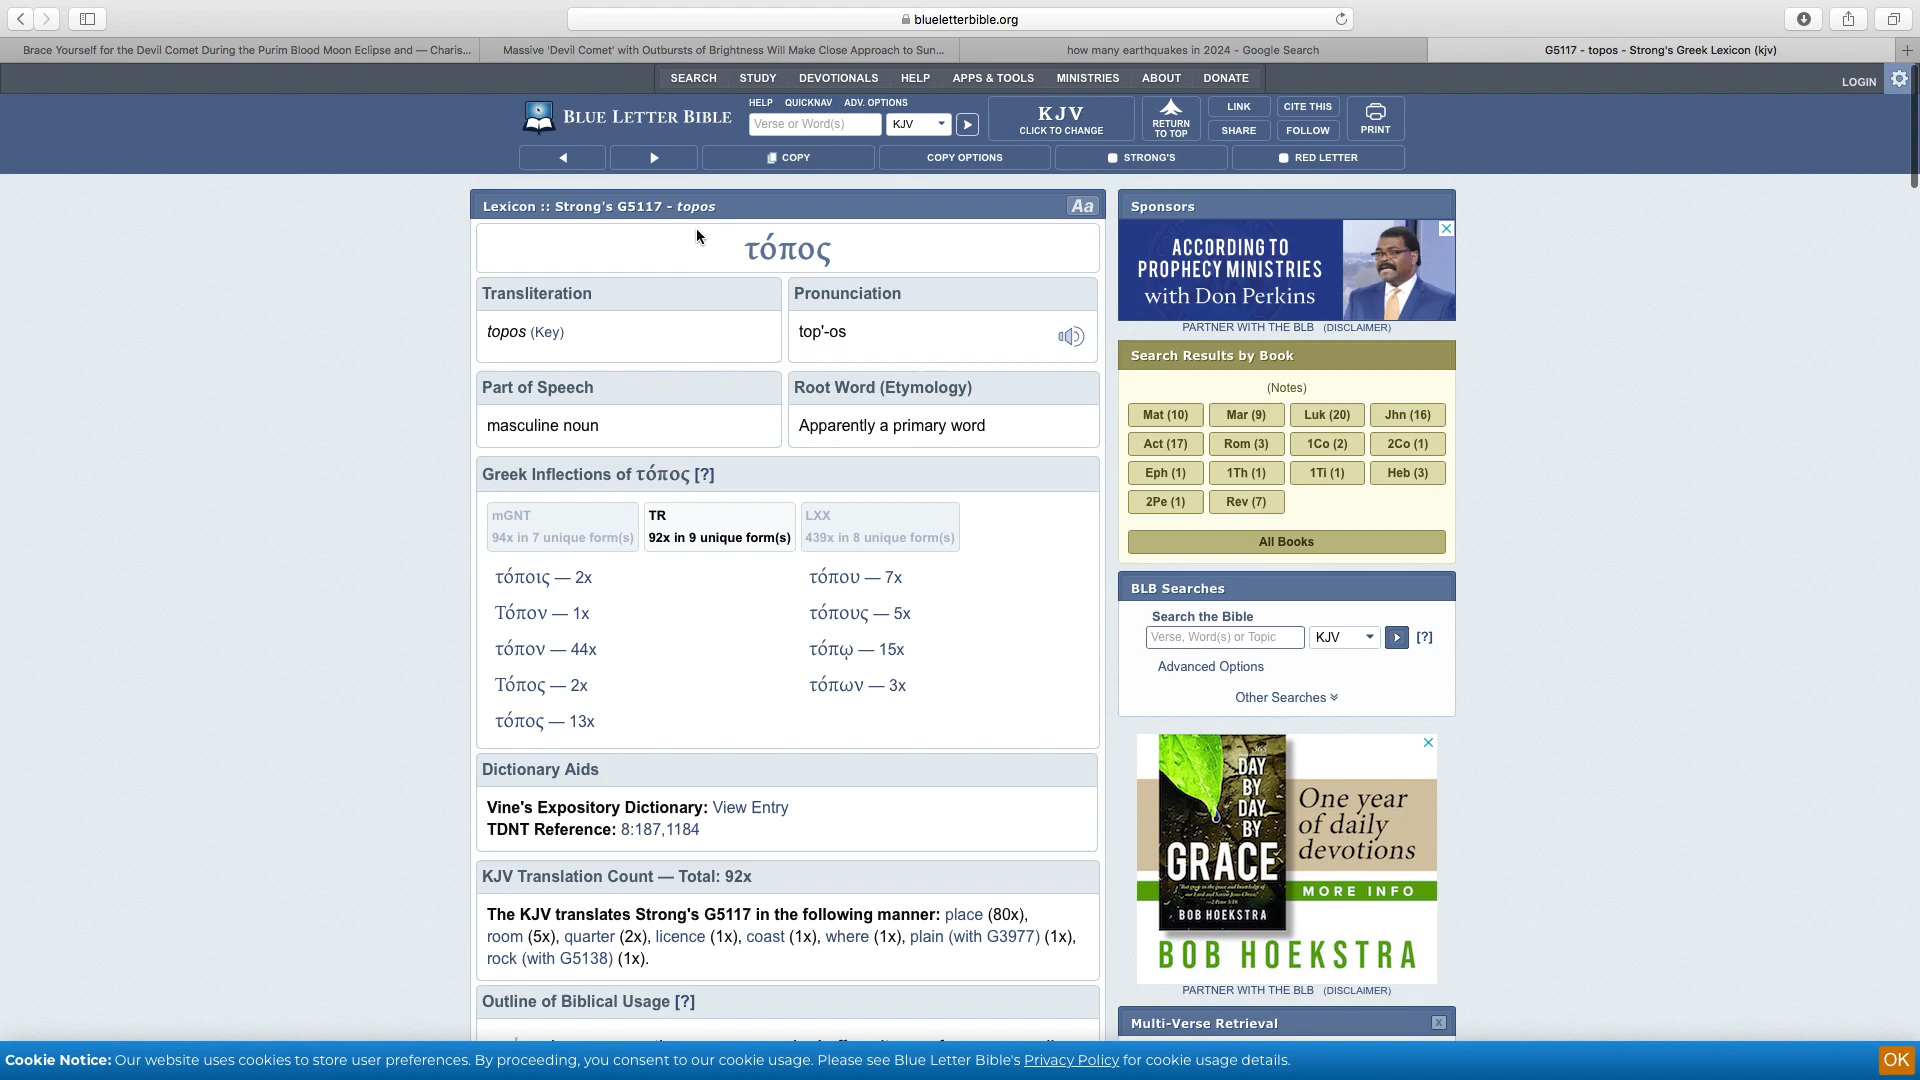 blueletterbible.org
Brace Yourself for the Devil Comet During the Purim Blood Moon Eclipse and — Charis...
Massive 'Devil Comet' with Outbursts of Brightness Will Make Close Approach to Sun...
how many earthquakes in 2024 - Google Search
G5117 - topos - Strong's Greek Lexicon (kjv)
SEARCH STUDY DEVOTIONALS HELP APPS & TOOLS MINISTRIES ABOUT DONATE
LOGIN
BLUE LETTER BIBLE
HELP QUICKNAV ADV. OPTIONS
Verse or Word(s) KJV
KJV
CLICK TO CHANGE
RETURN
TO TOP
LINK CITE THIS
SHARE FOLLOW
PRINT
COPY COPY OPTIONS STRONG'S RED LETTER
Lexicon :: Strong's G5117 - topos Aa
τόπος
Transliteration
topos (Key)
Pronunciation
top'-os
Part of Speech
masculine noun
Root Word (Etymology)
Apparently a primary word
Greek Inflections of τόπος [?]
mGNT
94x in 7 unique form(s)
TR
92x in 9 unique form(s)
LXX
439x in 8 unique form(s)
τόποις — 2x
Τόπον — 1x
τόπον — 44x
Τόπος — 2x
τόπος — 13x
τόπου — 7x
τόπους — 5x
τόπῳ — 15x
τόπων — 3x
Dictionary Aids
Vine's Expository Dictionary: View Entry
TDNT Reference: 8:187,1184
KJV Translation Count — Total: 92x
The KJV translates Strong's G5117 in the following manner: place (80x),
room (5x), quarter (2x), licence (1x), coast (1x), where (1x), plain (with G3977) (1x),
rock (with G5138) (1x).
Outline of Biblical Usage [?]
Sponsors
ACCORDING TO
PROPHECY MINISTRIES
with Don Perkins
PARTNER WITH THE BLB (DISCLAIMER)
Search Results by Book
(Notes)
Mat (10) Mar (9) Luk (20) Jhn (16)
Act (17) Rom (3) 1Co (2) 2Co (1)
Eph (1) 1Th (1) 1Ti (1) Heb (3)
2Pe (1) Rev (7)
All Books
BLB Searches
Search the Bible
Verse, Word(s) or Topic KJV [?]
Advanced Options
Other Searches
DAY
BY
DAY
BY
GRACE
BOB HOEKSTRA
One year
of daily
devotions
MORE INFO
BOB HOEKSTRA
PARTNER WITH THE BLB (DISCLAIMER)
Multi-Verse Retrieval x
Cookie Notice: Our website uses cookies to store user preferences. By proceeding, you consent to our cookie usage. Please see Blue Letter Bible's Privacy Policy for cookie usage details.
OK